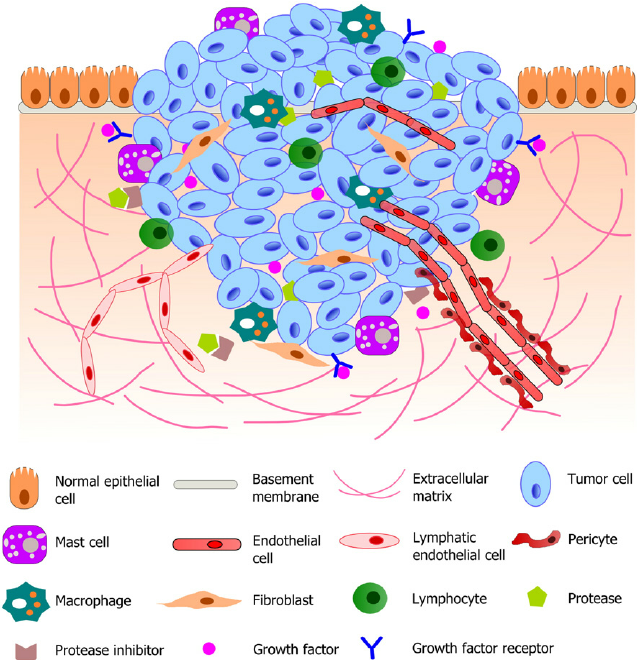 Normal epithelial
cell
Basement
membrane
Extracellular
matrix
Tumor cell
Mast cell
Endothelial
cell
Lymphatic
endothelial cell
Pericyte
Macrophage
Fibroblast
Lymphocyte
Protease
Protease inhibitor
Growth factor
Growth factor receptor